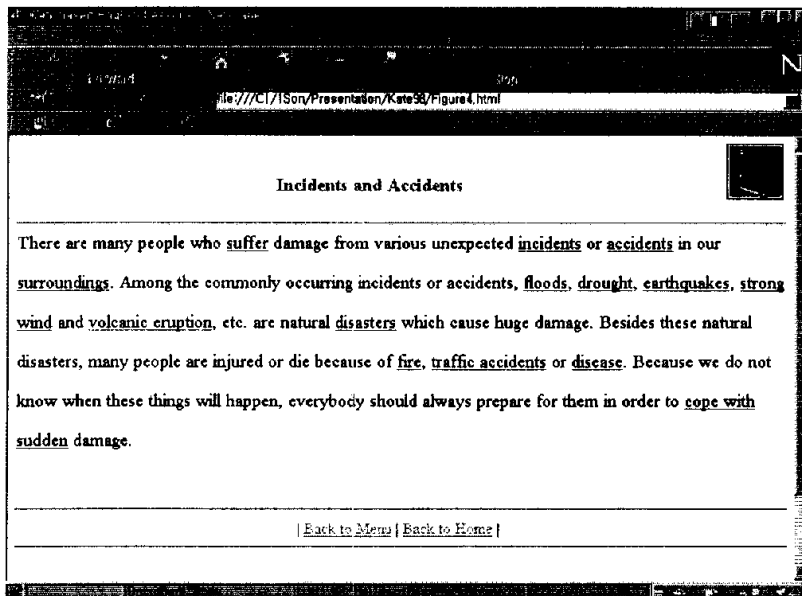 file:///C|/1Son/Presentation/Kate98/Figure4.html
Incidents and Accidents
There are many people who suffer damage from various unexpected incidents or accidents in our
surroundings. Among the commonly occurring incidents or accidents, floods, drought, earthquakes, strong
wind and volcanic eruption, etc. are natural disasters which cause huge damage. Besides these natural
disasters, many people are injured or die because of fire, traffic accidents or disease. Because we do not
know when these things will happen, everybody should always prepare for them in order to cope with
sudden damage.
| Back to Menu | Back to Home |